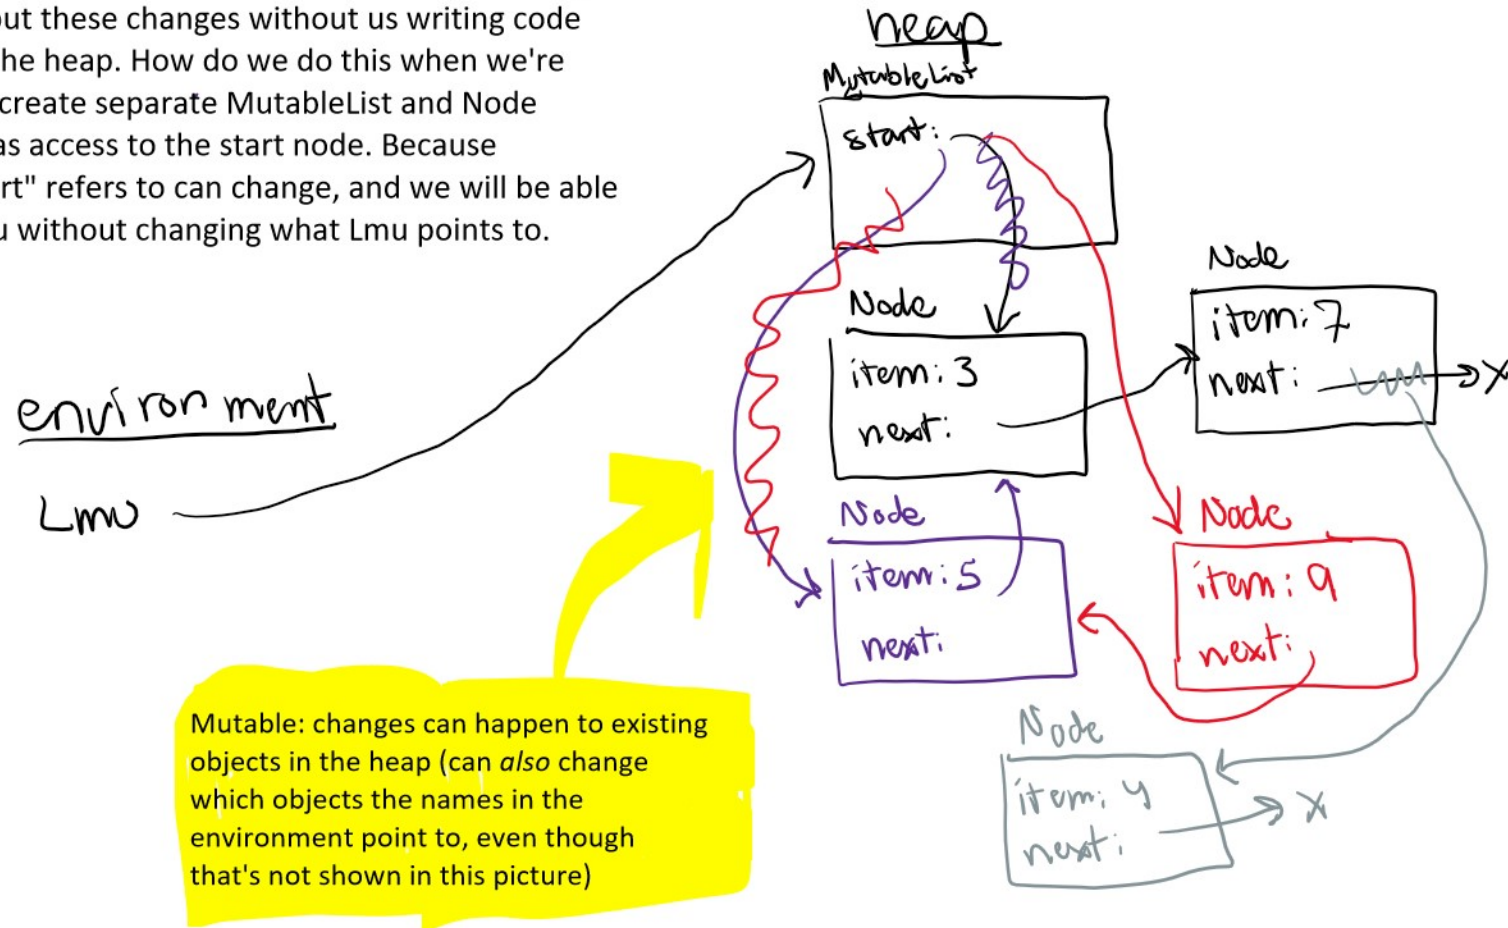 out these changes without us writing code
he heap. How do we do this when we're
create separate MutableList and Node
as access to the start node. Because
rt" refers to can change, and we will be able
u without changing what Lmu points to.
heap
MutableList
start:
Node
item: 3
next:
Node
item: 7
next:
X
environment
Lmu
Node
item: 5
next:
Node
item: 9
next:
Node
item: 4
next:
X
Mutable: changes can happen to existing
objects in the heap (can also change
which objects the names in the
environment point to, even though
that's not shown in this picture)